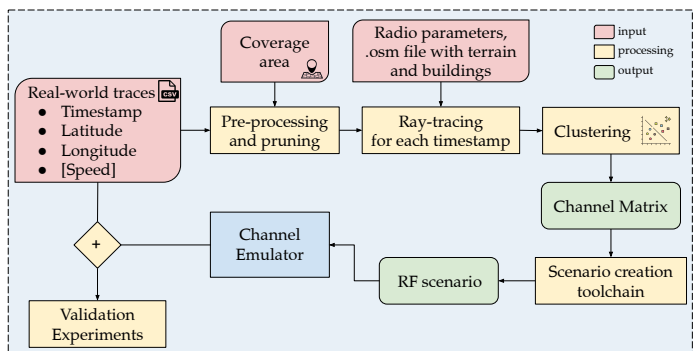 Coverage
area
Radio parameters,
.osm file with terrain
and buildings
input
processing
output
Real-world traces
CSV
● Timestamp
● Latitude
● Longitude
● [Speed]
Pre-processing
and pruning
Ray-tracing
for each timestamp
Clustering
Channel Matrix
Channel
Emulator
+
RF scenario
Scenario creation
toolchain
Validation
Experiments